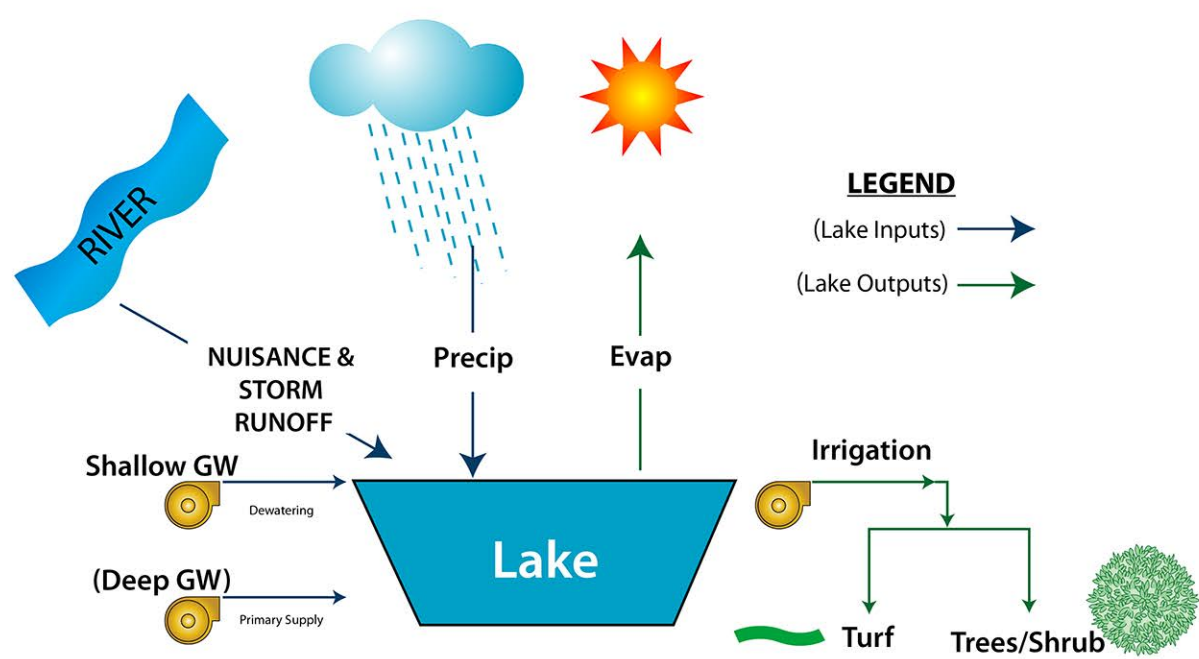 RIVER
LEGEND
(Lake Inputs)
(Lake Outputs)
NUISANCE &
STORM
RUNOFF
Precip
Evap
Shallow GW
Dewatering
(Deep GW)
Primary Supply
Lake
Irrigation
Turf
Trees/Shrub